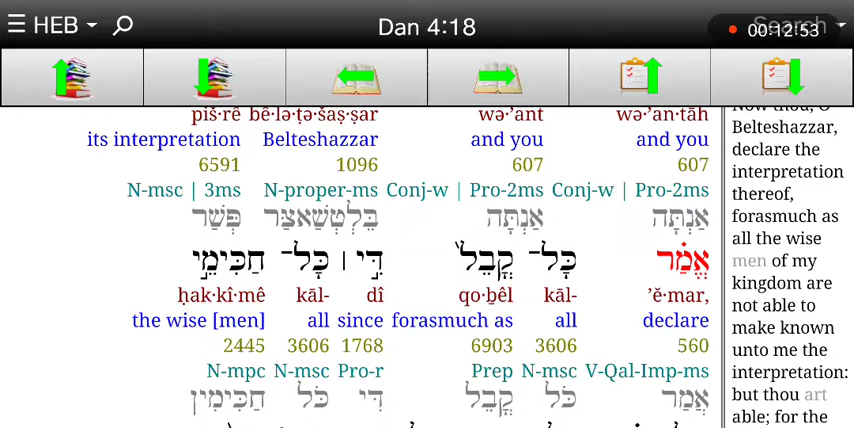 ☰ HEB
Dan 4:18
Search
00:12:53
piš·rê bê·lə·ṭə·šaṣ·ṣar wə·’ant wə·’an·tāh
its interpretation Belteshazzar and you and you
6591 1096 607 607
N-msc | 3ms N-proper-ms Conj-w | Pro-2ms Conj-w | Pro-2ms
אַנְתָּה אַנְתָּה בֵּלְטְשַׁאצַּר פְּשַׁר
אֱמַ֗ר כָּל־ קֳבֵל֙ דִּ֣י ׀ כָּל־ חַכִּימֵ֣י
ḥak·kî·mê kāl- dî qo·ḇêl kāl- ’ĕ·mar,
the wise [men] all since forasmuch as all declare
2445 3606 1768 6903 3606 560
N-mpc N-msc Pro-r Prep N-msc V-Qal-Imp-ms
אֲמַר כֹּל קֳבֵל דִּי כֹּל חַכִּימִין
Now thou, O
Belteshazzar,
declare the
interpretation
thereof,
forasmuch as
all the wise
men of my
kingdom are
not able to
make known
unto me the
interpretation:
but thou art
able; for the